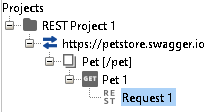 Projects
REST Project 1
https://petstore.swagger.io
Pet [/pet]
GET Pet 1
REST Request 1